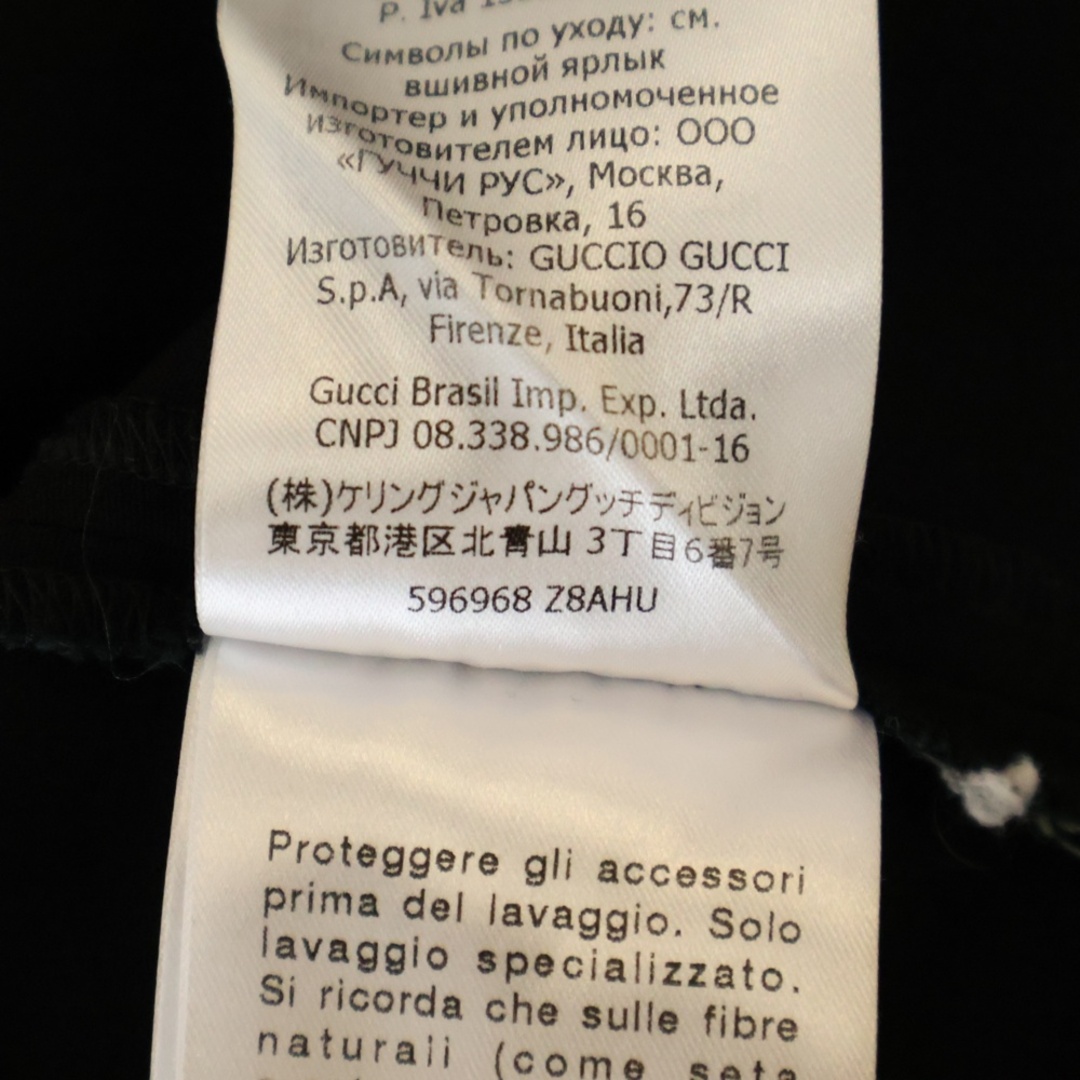 P. Iva
Символы по уходу: см.
вшивной ярлык
Импортер и уполномоченное
изготовителем лицо: ООО
«ГУЧЧИ РУС», Москва,
Петровка, 16
Изготовитель: GUCCIO GUCCI
S.p.A, via Tornabuoni,73/R
Firenze, Italia
Gucci Brasil Imp. Exp. Ltda.
CNPJ 08.338.986/0001-16
(株)ケリングジャパングッチディビジョン
東京都港区北青山 3丁目6番7号
596968 Z8AHU
Proteggere gli accessori
prima del lavaggio. Solo
lavaggio specializzato.
Si ricorda che sulle fibre
naturali (come seta